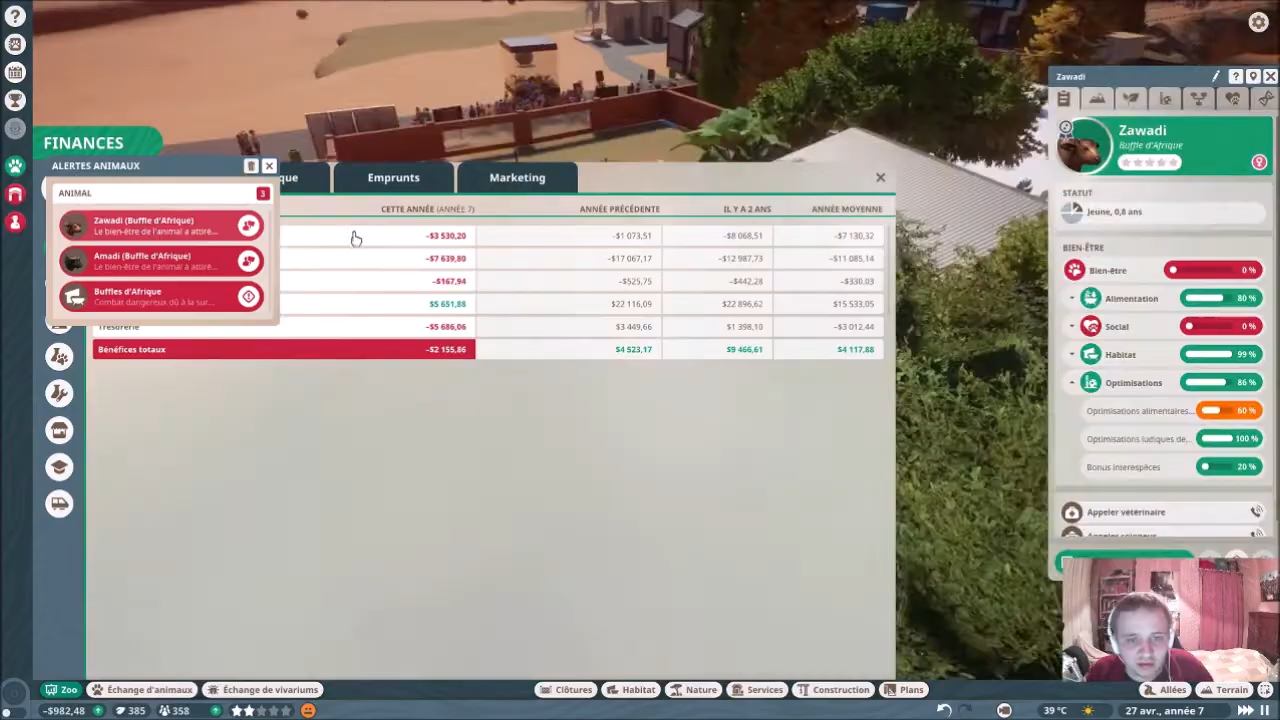 FINANCES
ALERTES ANIMAUX
ANIMAL
3
Zawadi (Buffle d'Afrique)
Le bien-être de l'animal a attiré...
Amadi (Buffle d'Afrique)
Le bien-être de l'animal a attiré...
Buffles d'Afrique
Combat dangereux dû à la sur...
que
Emprunts
Marketing
CETTE ANNÉE (ANNÉE 7)
ANNÉE PRÉCÉDENTE
IL Y A 2 ANS
ANNÉE MOYENNE
-$3 530,20
-$1 073,51
-$8 068,51
-$7 130,32
-$7 639,80
-$17 067,17
-$12 987,73
-$11 085,14
-$167,94
-$525,75
-$442,28
-$330,03
$5 651,88
$22 116,09
$22 896,62
$15 533,05
Trésorerie
-$5 686,06
$3 449,66
$1 398,10
-$3 012,44
Bénéfices totaux
-$2 155,86
$4 523,17
$9 466,61
$4 117,88
Zawadi
Zawadi
Buffle d'Afrique
STATUT
Jeune, 0,8 ans
BIEN-ÊTRE
Bien-être
0 %
Alimentation
80 %
Social
0 %
Habitat
99 %
Optimisations
86 %
Optimisations alimentaires...
60 %
Optimisations ludiques de...
100 %
Bonus interespèces
20 %
Appeler vétérinaire
Appeler soigneur
Zoo
Échange d'animaux
Échange de vivariums
Clôtures
Habitat
Nature
Services
Construction
Plans
Allées
Terrain
-$982,48
385
358
39 °C
27 avr., année 7